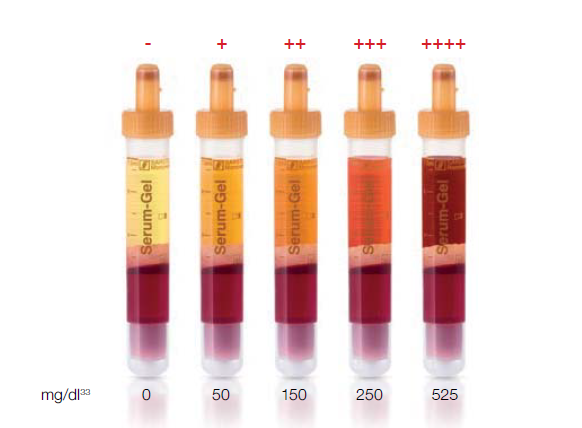 - + ++ +++ ++++
Serum-Gel Serum-Gel Serum-Gel Serum-Gel Serum-Gel
mg/dl³³ 0 50 150 250 525